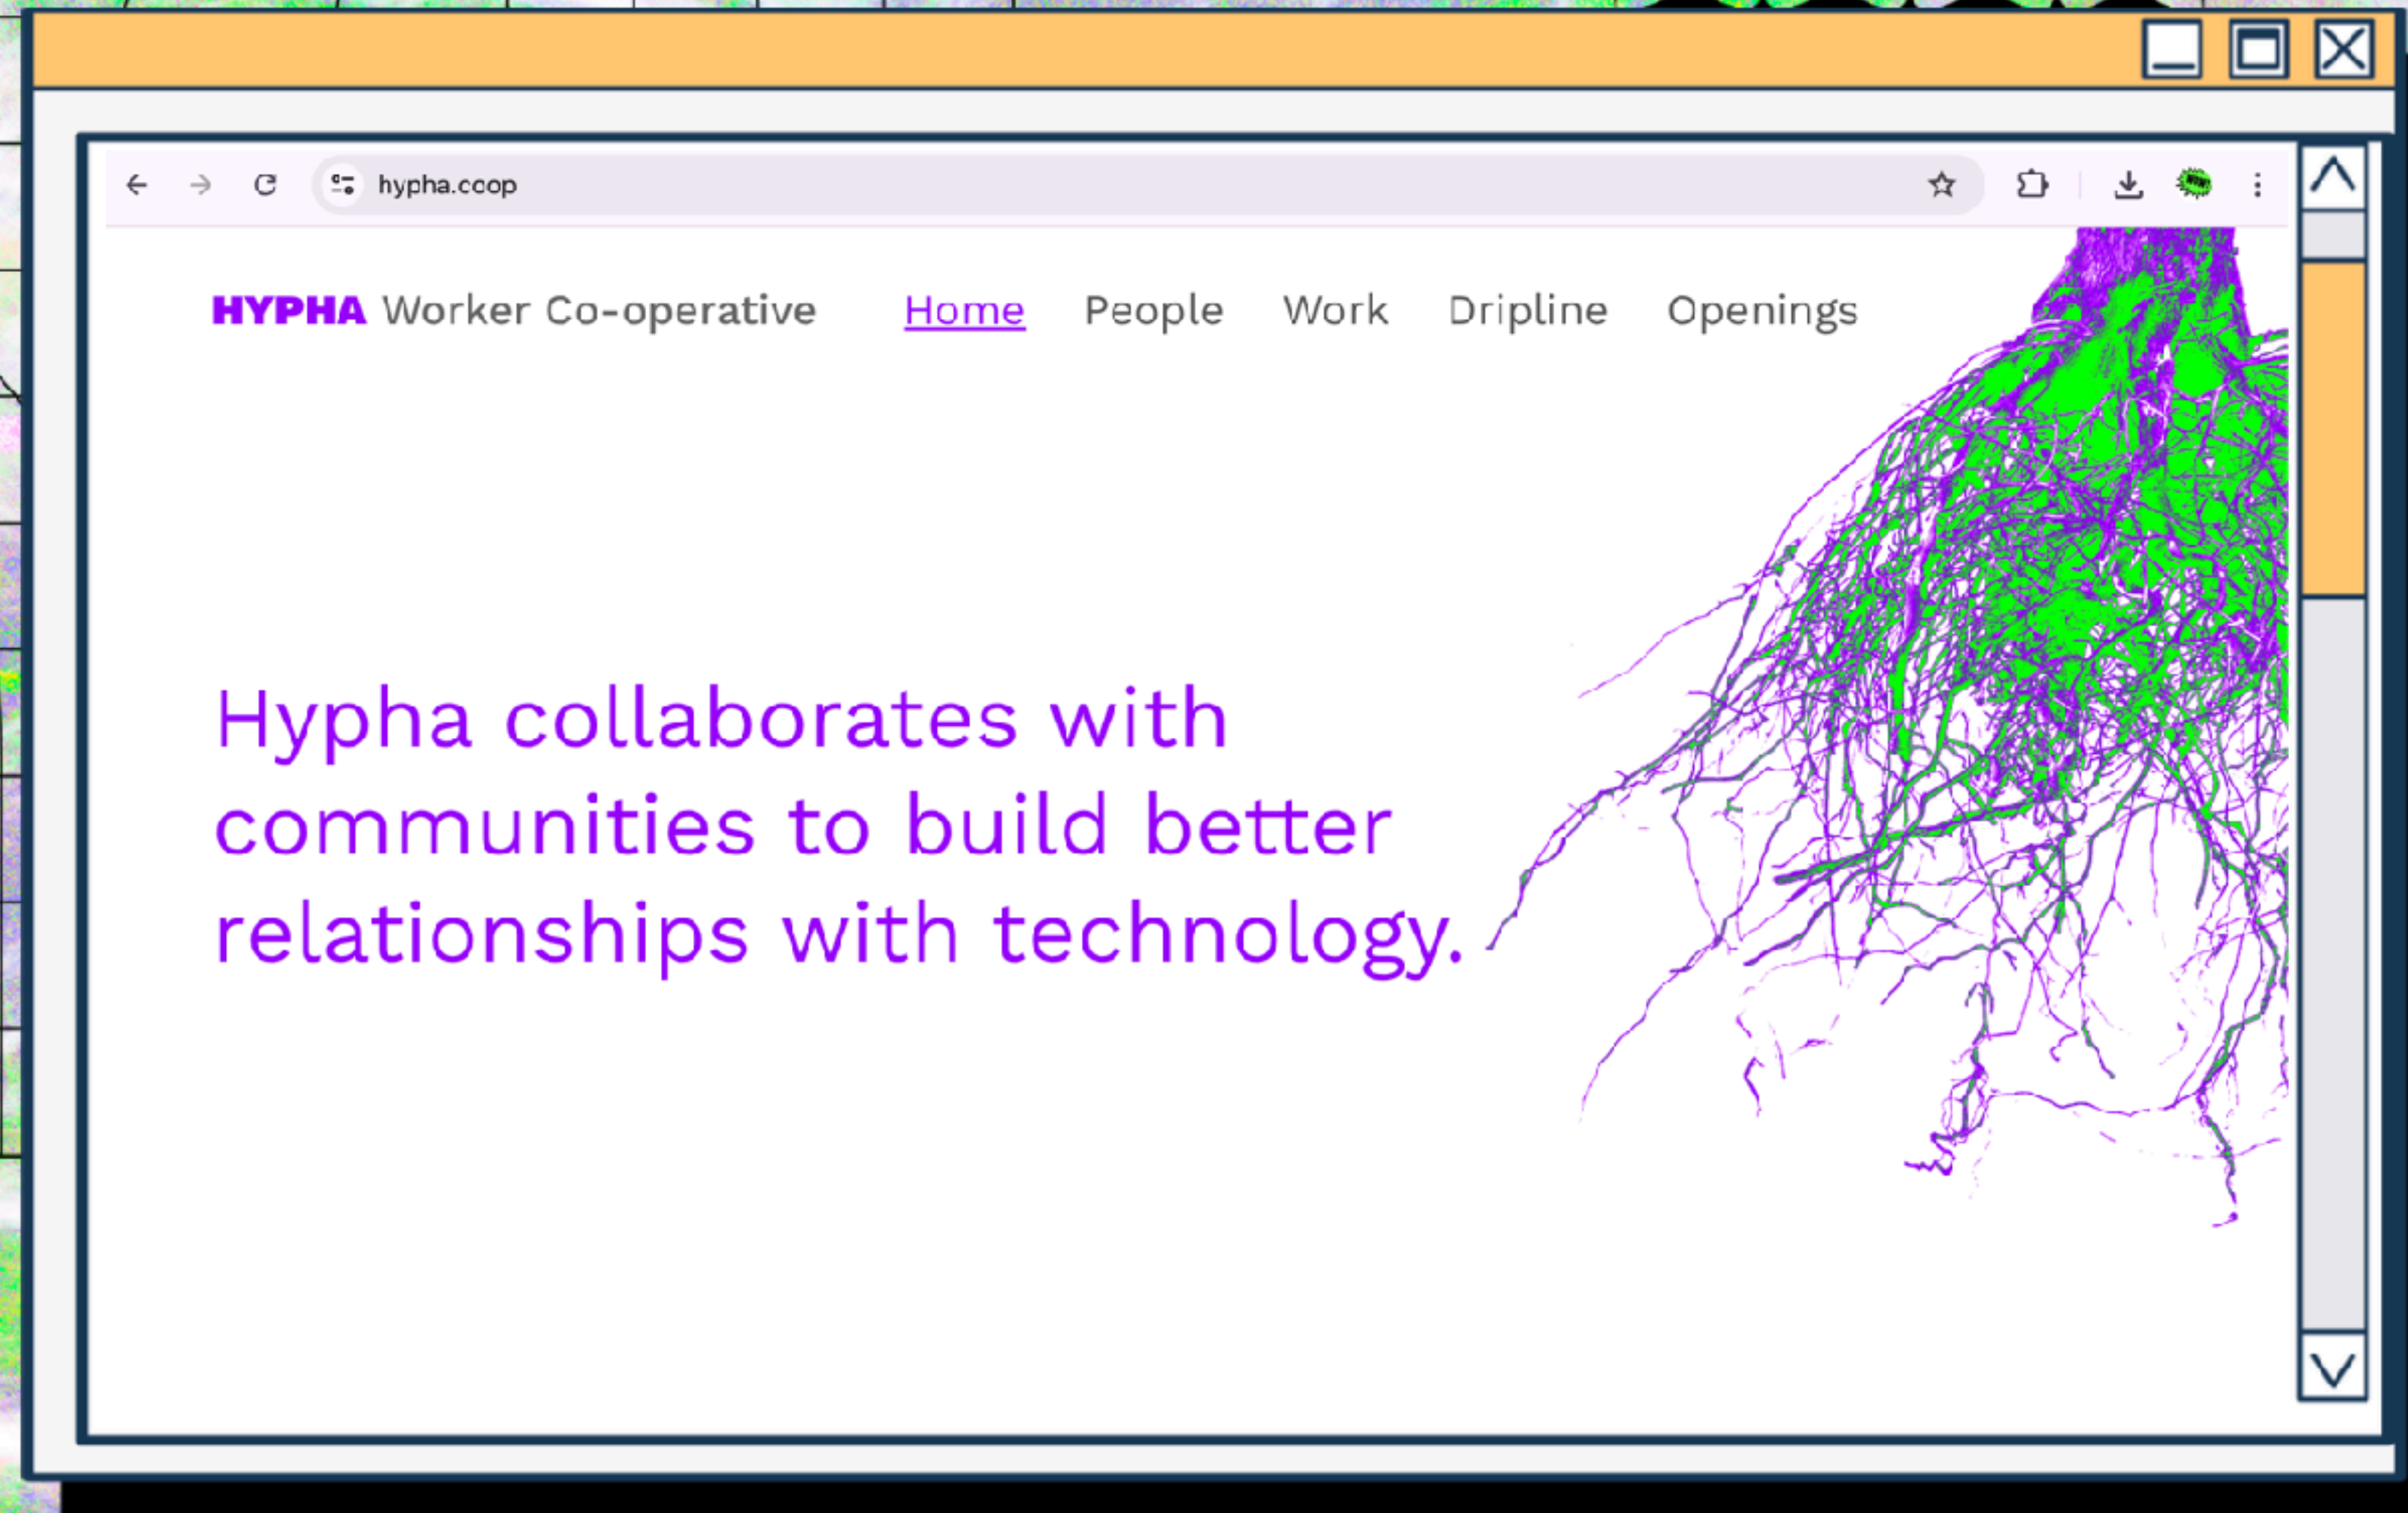 hypha.coop
WOW!
HYPHA Worker Co-operative Home People Work Dripline Openings
Hypha collaborates with
communities to build better
relationships with technology.